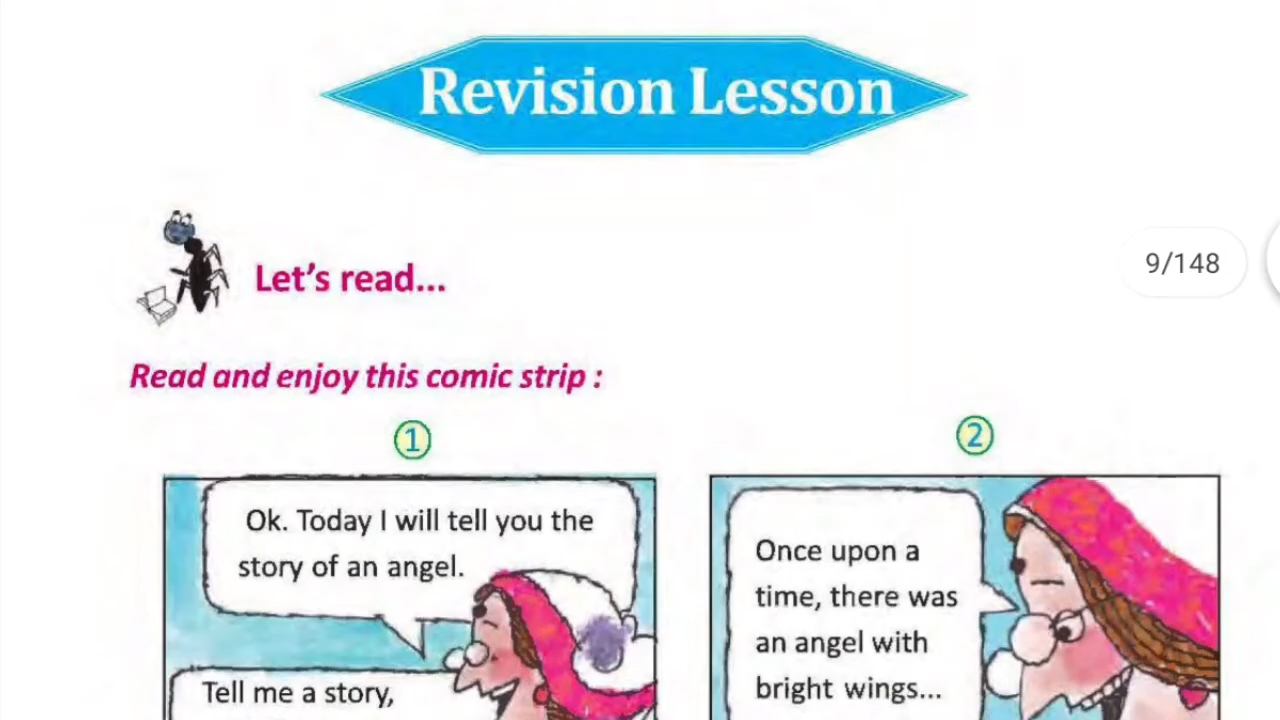 Revision Lesson
Let's read...
9/148
Read and enjoy this comic strip :
1
2
Ok. Today I will tell you the
story of an angel.
Tell me a story,
Once upon a
time, there was
an angel with
bright wings...